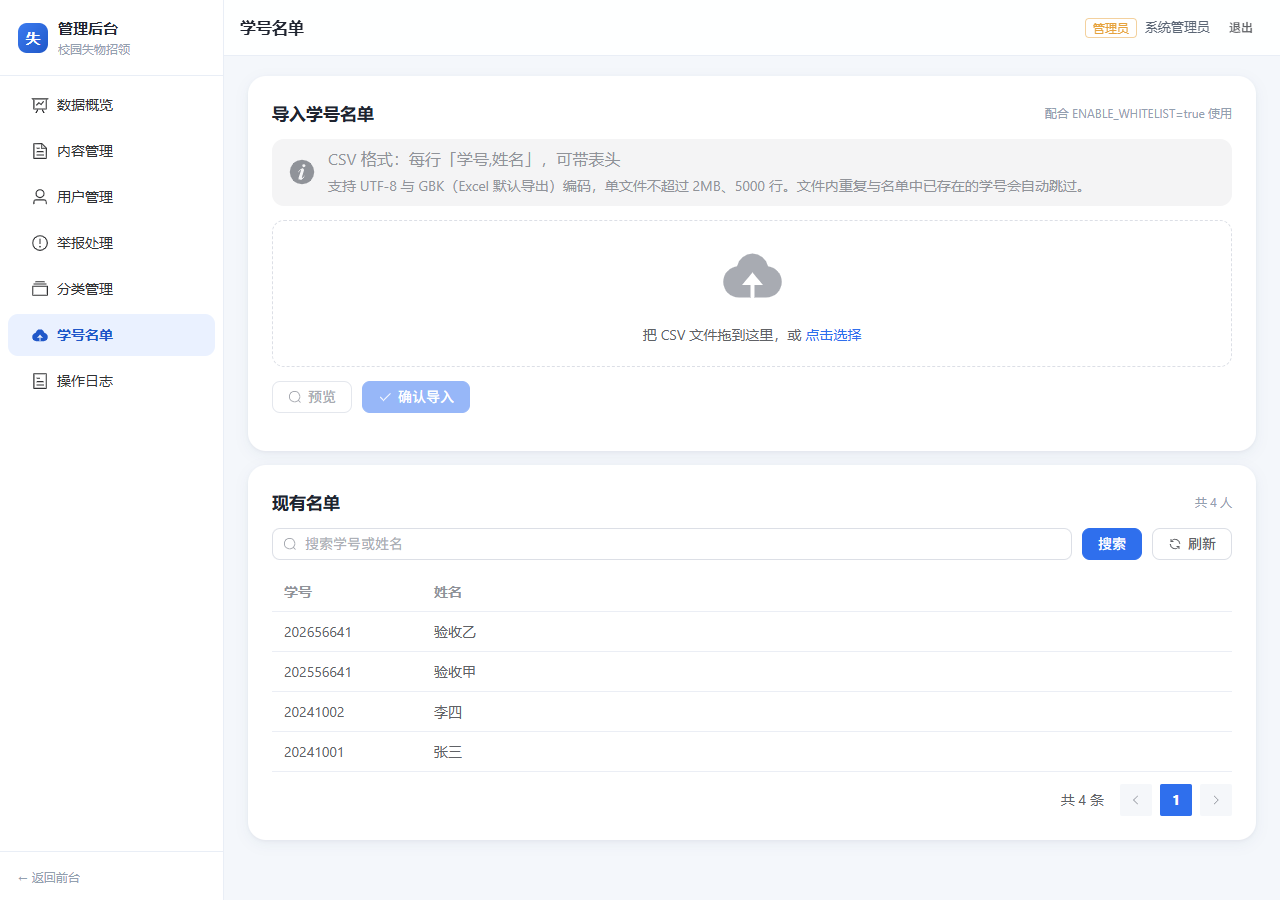 失
管理后台
校园失物招领
数据概览
内容管理
用户管理
举报处理
分类管理
学号名单
操作日志
← 返回前台
学号名单
管理员 系统管理员 退出
导入学号名单
配合 ENABLE_WHITELIST=true 使用
CSV 格式：每行「学号,姓名」，可带表头
支持 UTF-8 与 GBK（Excel 默认导出）编码，单文件不超过 2MB、5000 行。文件内重复与名单中已存在的学号会自动跳过。
把 CSV 文件拖到这里，或 点击选择
预览 确认导入
现有名单
共 4 人
搜索学号或姓名 搜索 刷新
学号 姓名
202656641 验收乙
202556641 验收甲
20241002 李四
20241001 张三
共 4 条 1